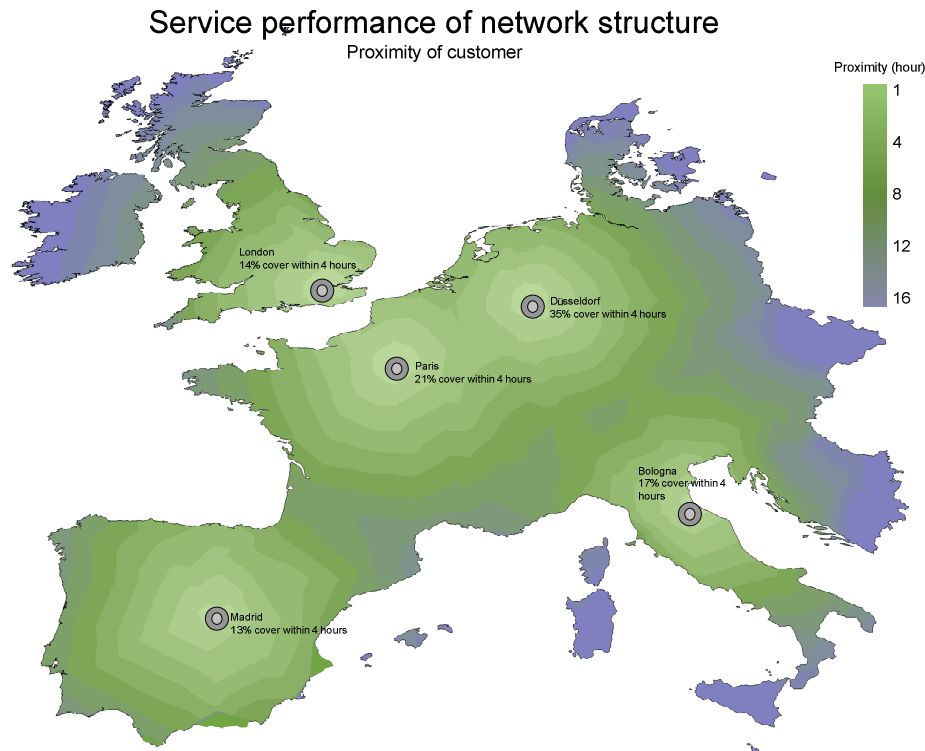 Service performance of network structure
Proximity of customer
Proximity (hour)
1
4
8
12
16
London
14% cover within 4 hours
Düsseldorf
35% cover within 4 hours
Paris
21% cover within 4 hours
Bologna
17% cover within 4
hours
Madrid
13% cover within 4 hours